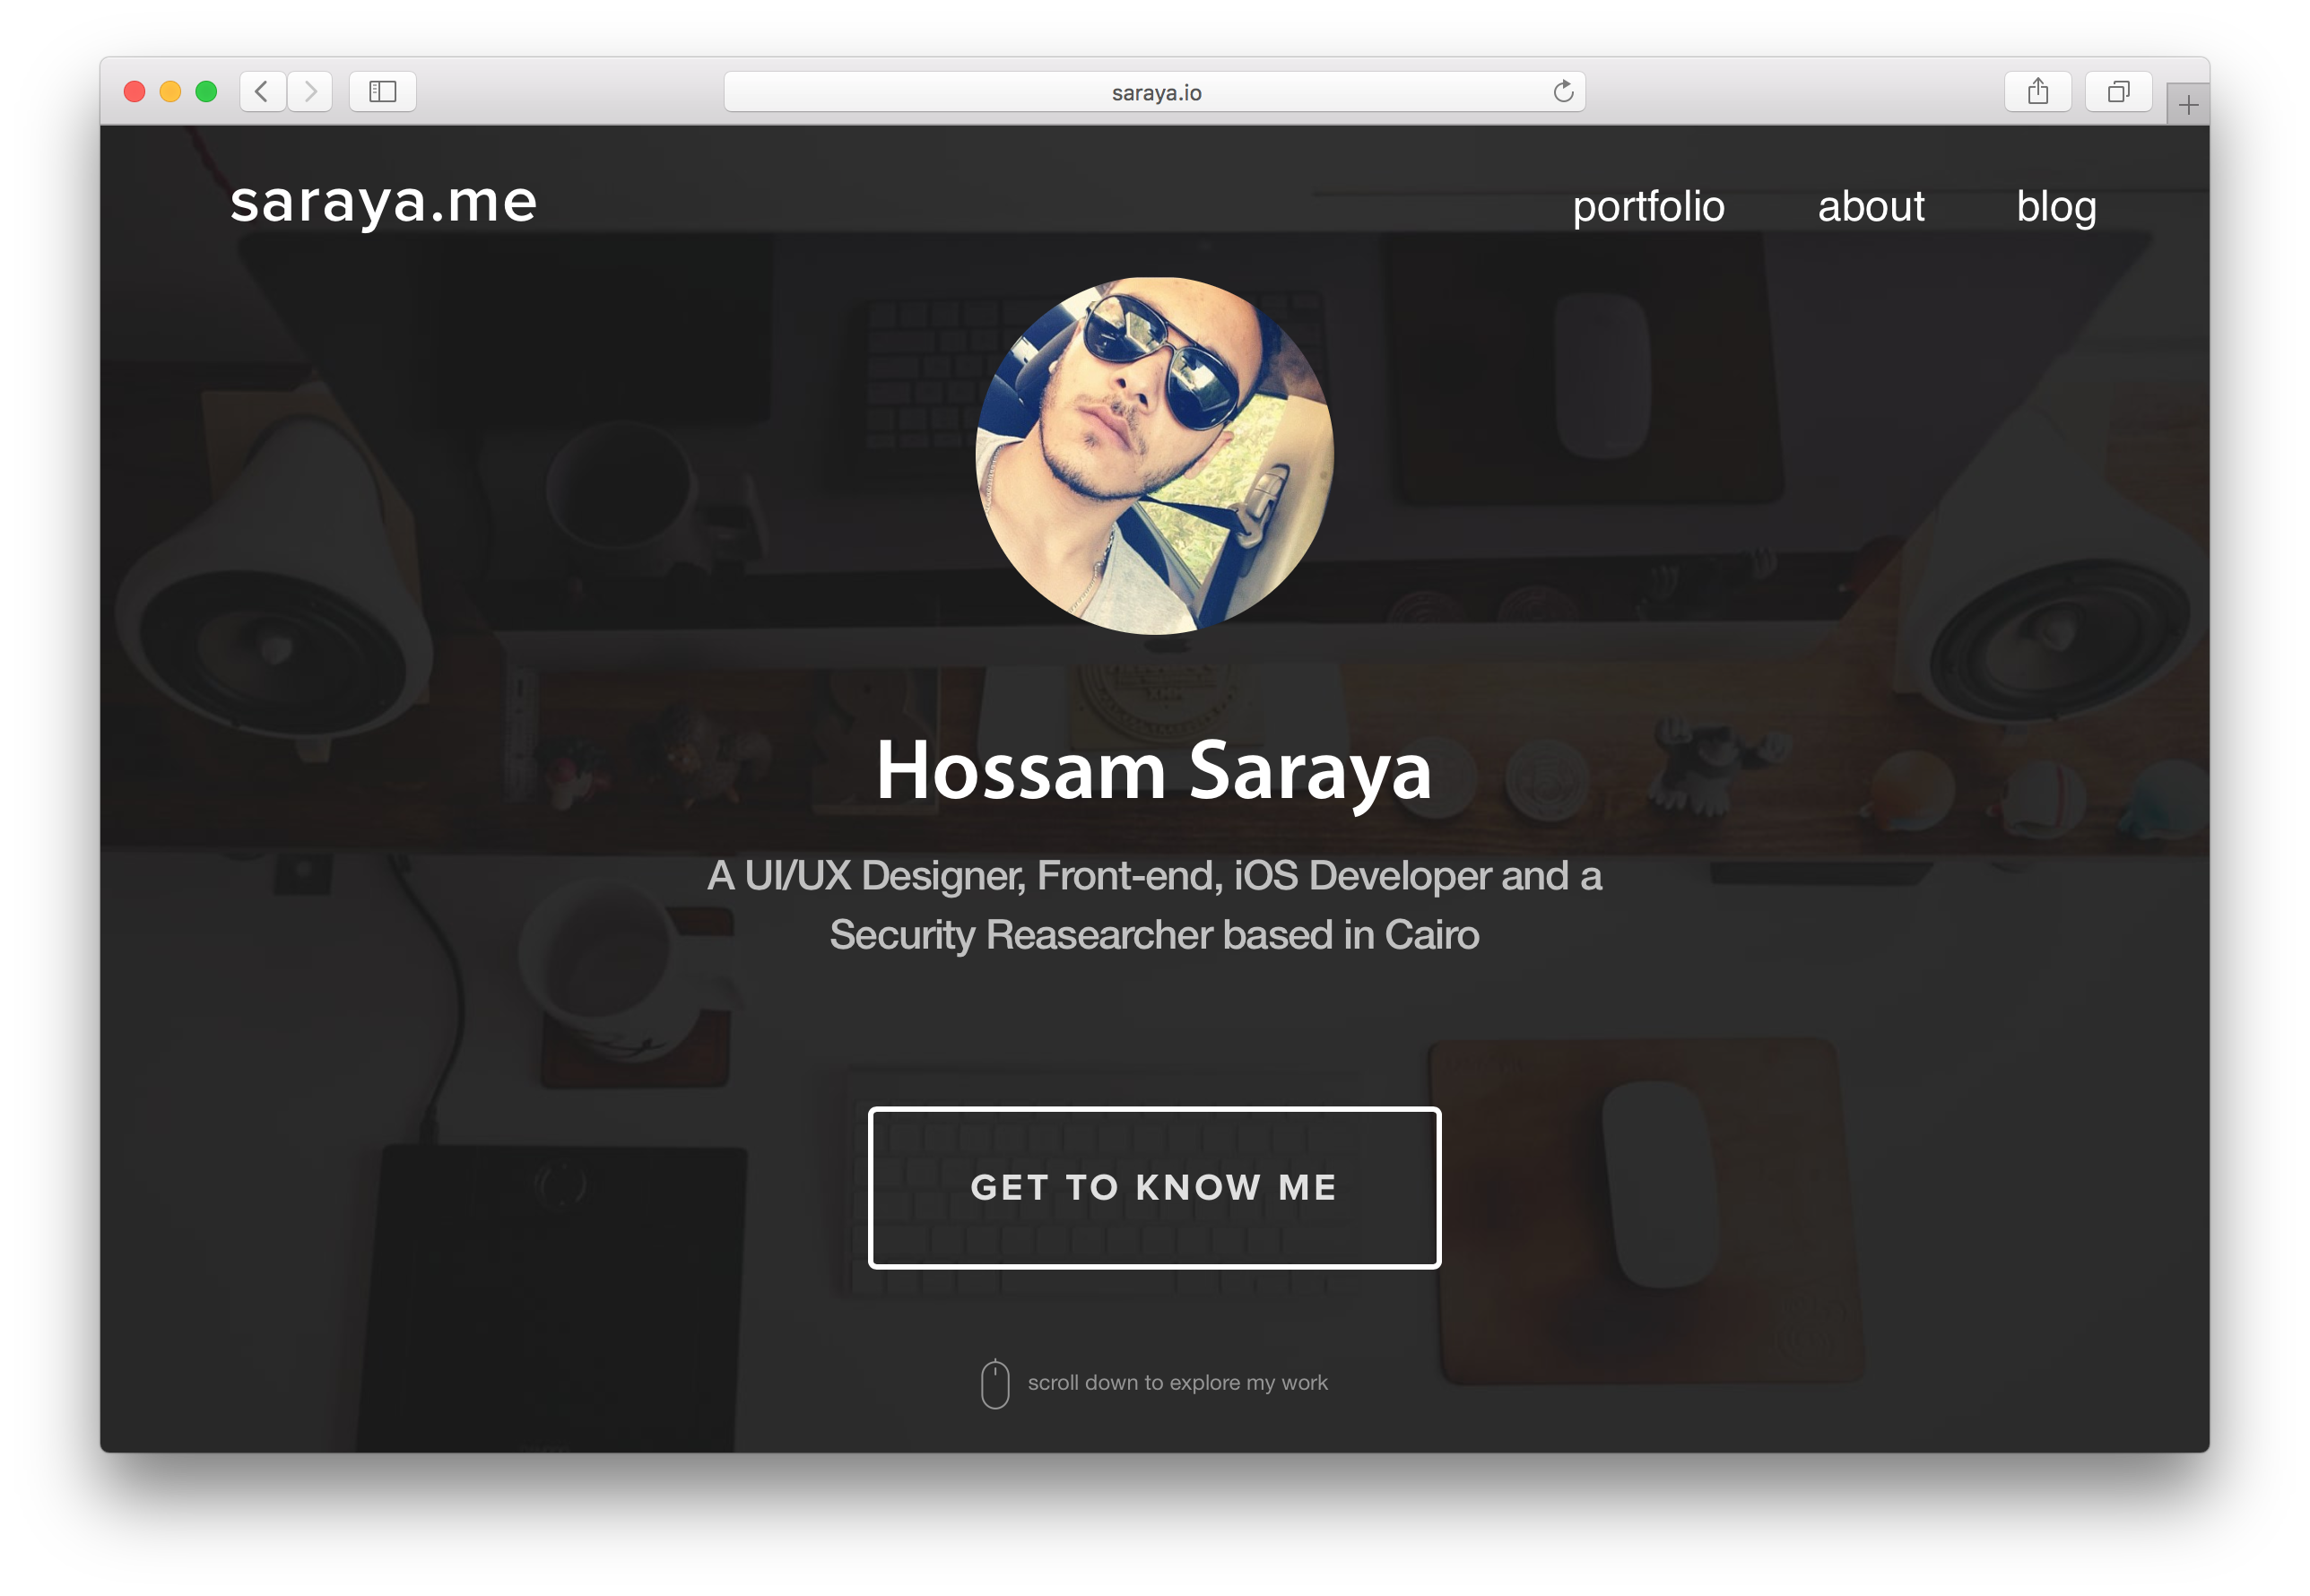 saraya.io
saraya.me
portfolio about blog
Hossam Saraya
A UI/UX Designer, Front-end, iOS Developer and a
Security Reasearcher based in Cairo
GET TO KNOW ME
scroll down to explore my work